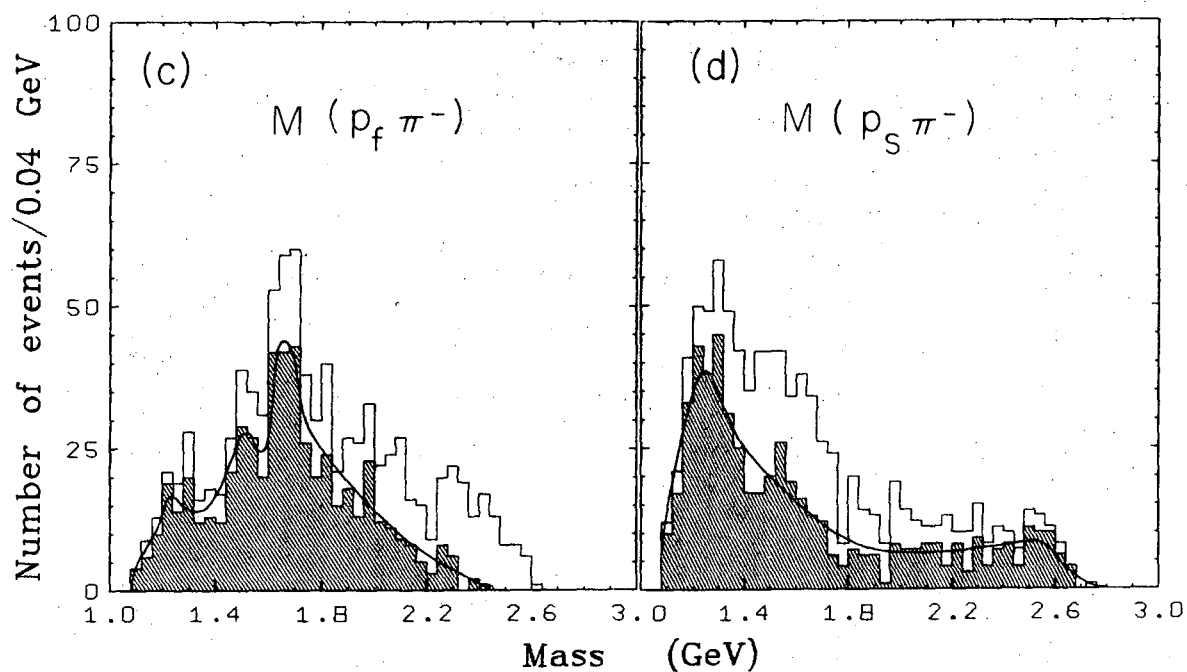 Number of events/0.04 GeV
100
75
50
25
0
(c)
M ( p_f π⁻)
(d)
M ( p_s π⁻)
1.0 1.4 1.8 2.2 2.6 3.0
1.4 1.8 2.2 2.6 3.0
Mass (GeV)